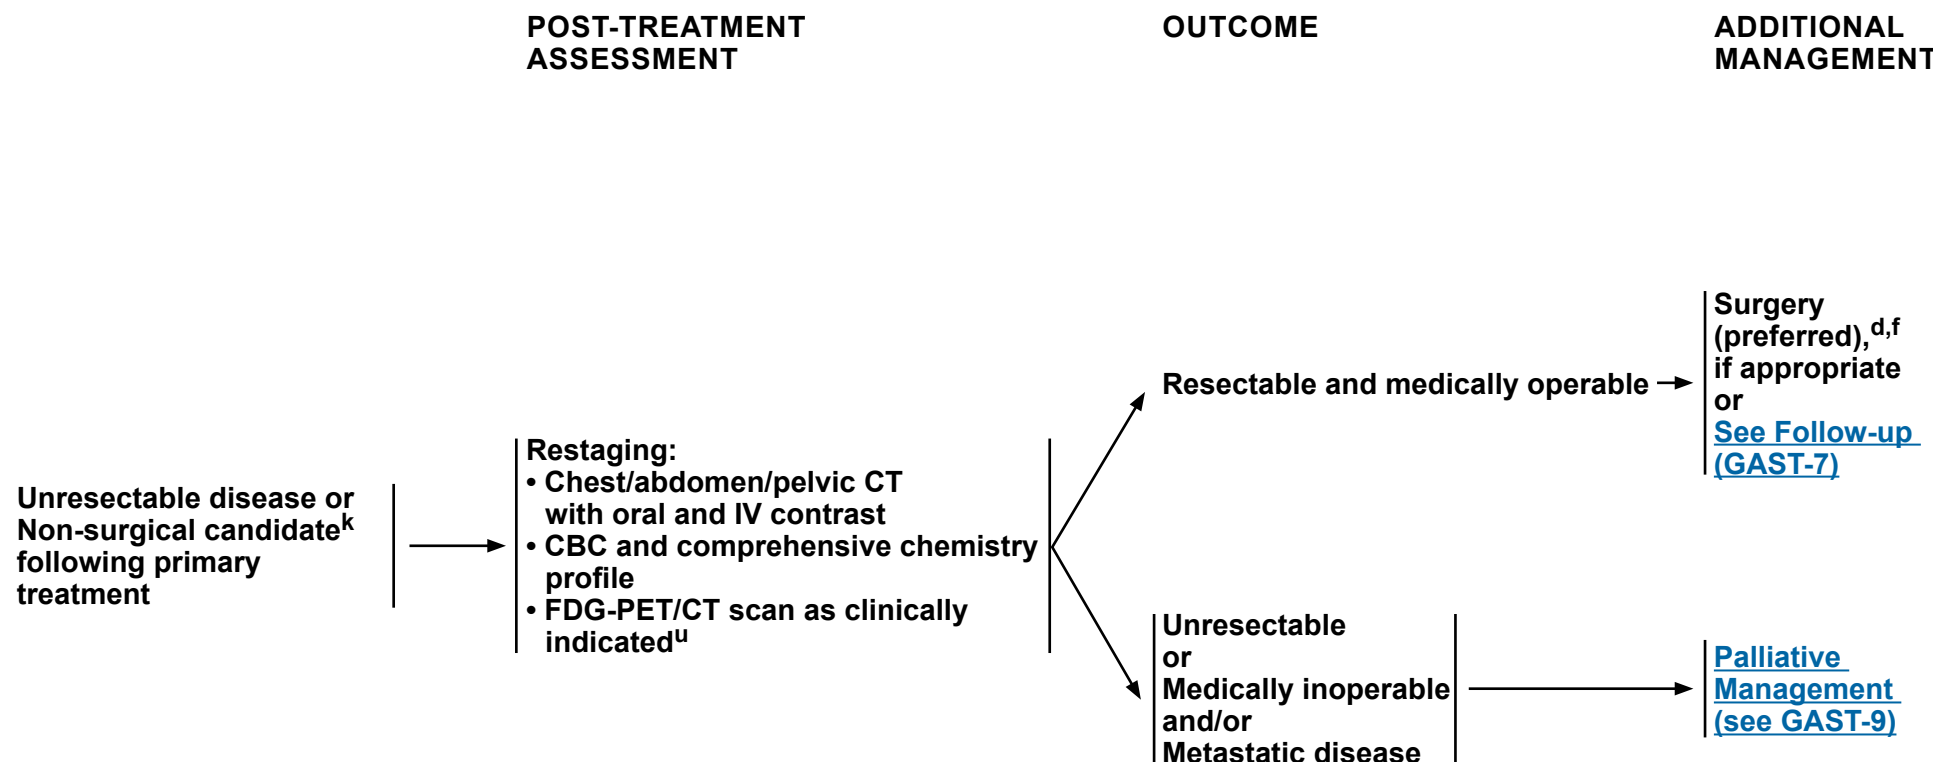 POST-TREATMENT
ASSESSMENT
OUTCOME
ADDITIONAL
MANAGEMENT
Unresectable disease or
Non-surgical candidatek
following primary
treatment
Restaging:
• Chest/abdomen/pelvic CT
with oral and IV contrast
• CBC and comprehensive chemistry
profile
• FDG-PET/CT scan as clinically
indicatedu
Resectable and medically operable
Surgery
(preferred),d,f
if appropriate
or
See Follow-up
(GAST-7)
Unresectable
or
Medically inoperable
and/or
Metastatic disease
Palliative
Management
(see GAST-9)